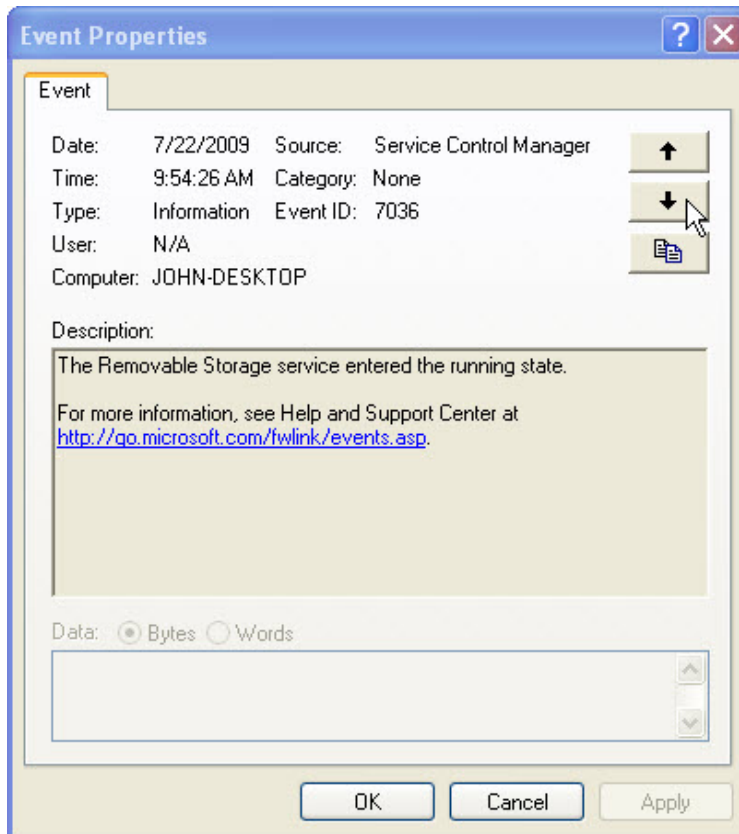 Event Properties
Event
Date: 7/22/2009 Source: Service Control Manager
Time: 9:54:26 AM Category: None
Type: Information Event ID: 7036
User: N/A
Computer: JOHN-DESKTOP
Description:
The Removable Storage service entered the running state.
For more information, see Help and Support Center at
http://go.microsoft.com/fwlink/events.asp.
Data: Bytes Words
OK Cancel Apply